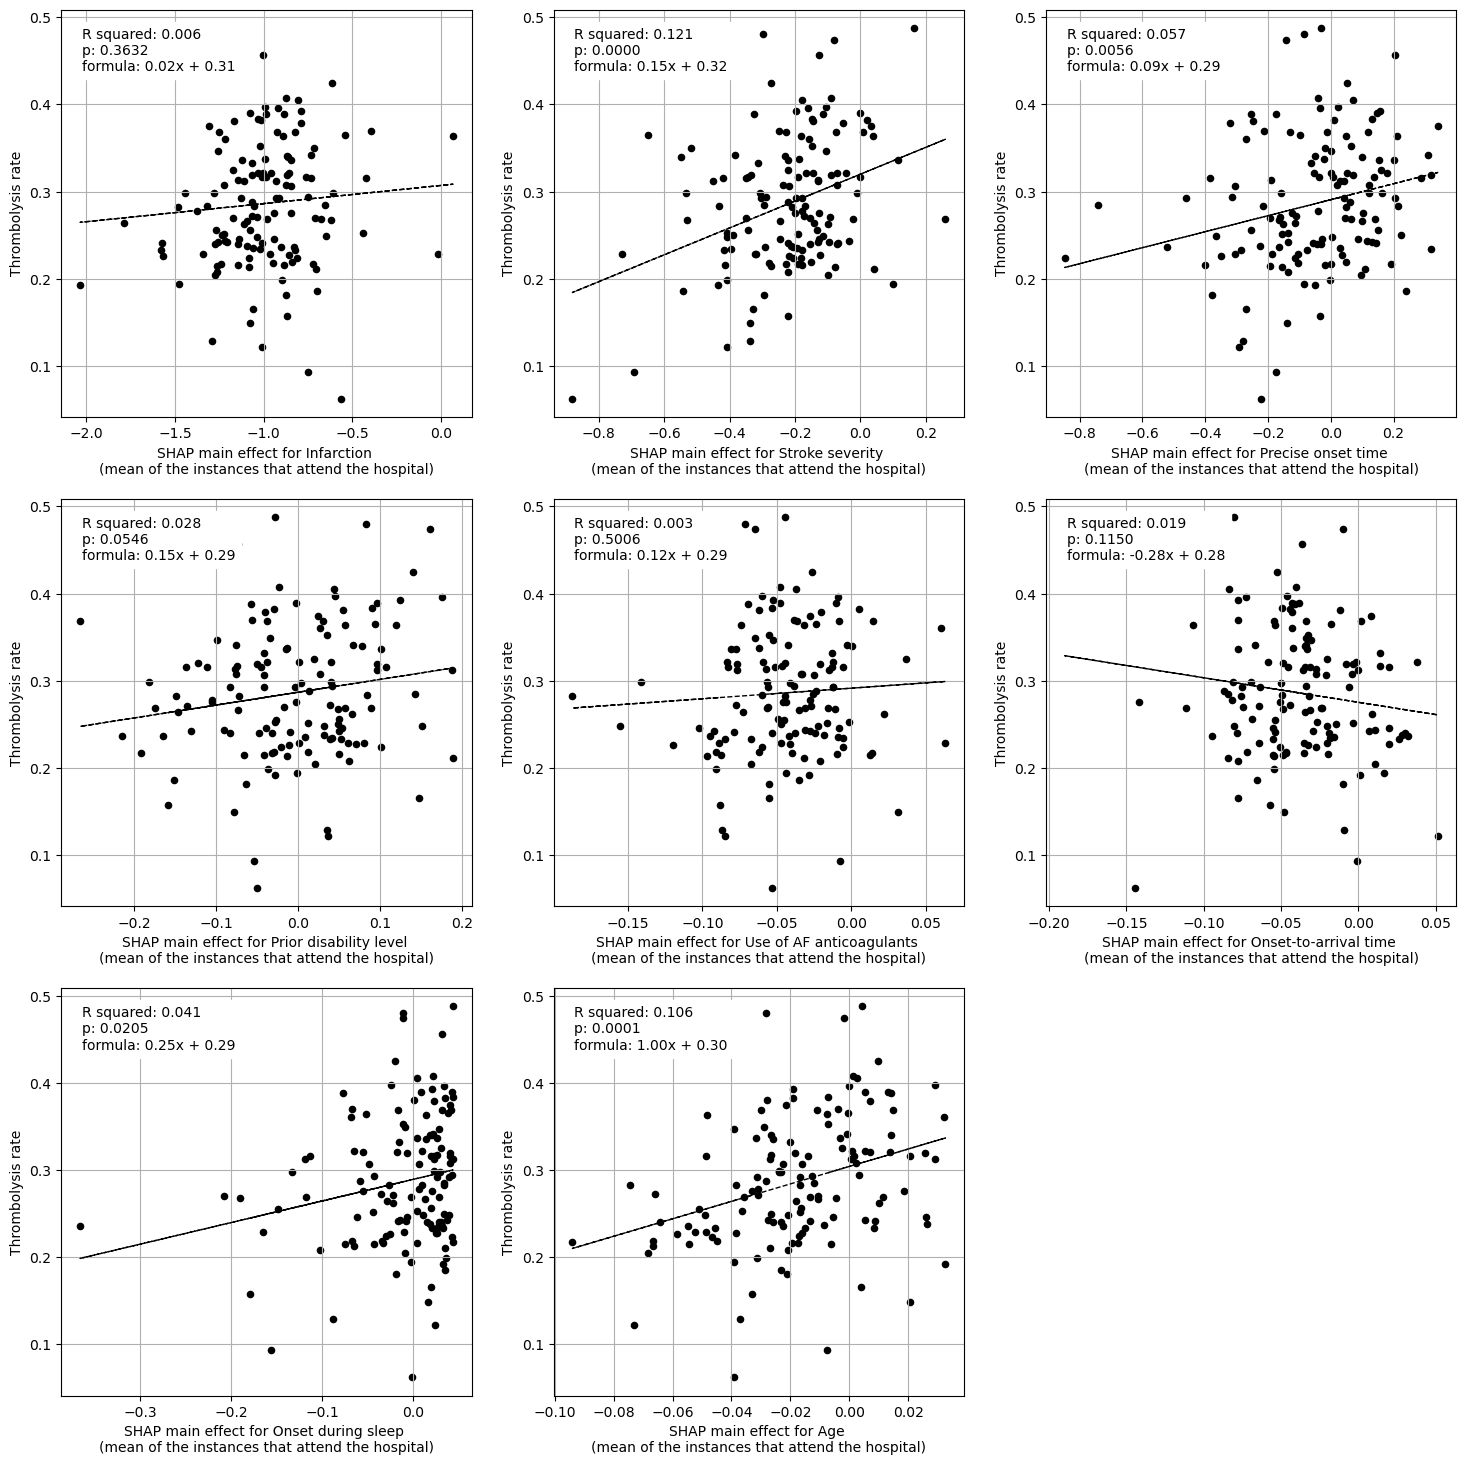 R squared: 0.006
p: 0.3632
formula: 0.02x + 0.31
Thrombolysis rate
0.5
0.4
0.3
0.2
0.1
−2.0 −1.5 −1.0 −0.5 0.0
SHAP main effect for Infarction
(mean of the instances that attend the hospital)
R squared: 0.121
p: 0.0000
formula: 0.15x + 0.32
Thrombolysis rate
0.5
0.4
0.3
0.2
0.1
−0.8 −0.6 −0.4 −0.2 0.0 0.2
SHAP main effect for Stroke severity
(mean of the instances that attend the hospital)
R squared: 0.057
p: 0.0056
formula: 0.09x + 0.29
Thrombolysis rate
0.5
0.4
0.3
0.2
0.1
−0.8 −0.6 −0.4 −0.2 0.0 0.2
SHAP main effect for Precise onset time
(mean of the instances that attend the hospital)
R squared: 0.028
p: 0.0546
formula: 0.15x + 0.29
Thrombolysis rate
0.5
0.4
0.3
0.2
0.1
−0.2 −0.1 0.0 0.1 0.2
SHAP main effect for Prior disability level
(mean of the instances that attend the hospital)
R squared: 0.003
p: 0.5006
formula: 0.12x + 0.29
Thrombolysis rate
0.5
0.4
0.3
0.2
0.1
−0.15 −0.10 −0.05 0.00 0.05
SHAP main effect for Use of AF anticoagulants
(mean of the instances that attend the hospital)
R squared: 0.019
p: 0.1150
formula: -0.28x + 0.28
Thrombolysis rate
0.5
0.4
0.3
0.2
0.1
−0.20 −0.15 −0.10 −0.05 0.00 0.05
SHAP main effect for Onset-to-arrival time
(mean of the instances that attend the hospital)
R squared: 0.041
p: 0.0205
formula: 0.25x + 0.29
Thrombolysis rate
0.5
0.4
0.3
0.2
0.1
−0.3 −0.2 −0.1 0.0
SHAP main effect for Onset during sleep
(mean of the instances that attend the hospital)
R squared: 0.106
p: 0.0001
formula: 1.00x + 0.30
Thrombolysis rate
0.5
0.4
0.3
0.2
0.1
−0.10 −0.08 −0.06 −0.04 −0.02 0.00 0.02
SHAP main effect for Age
(mean of the instances that attend the hospital)